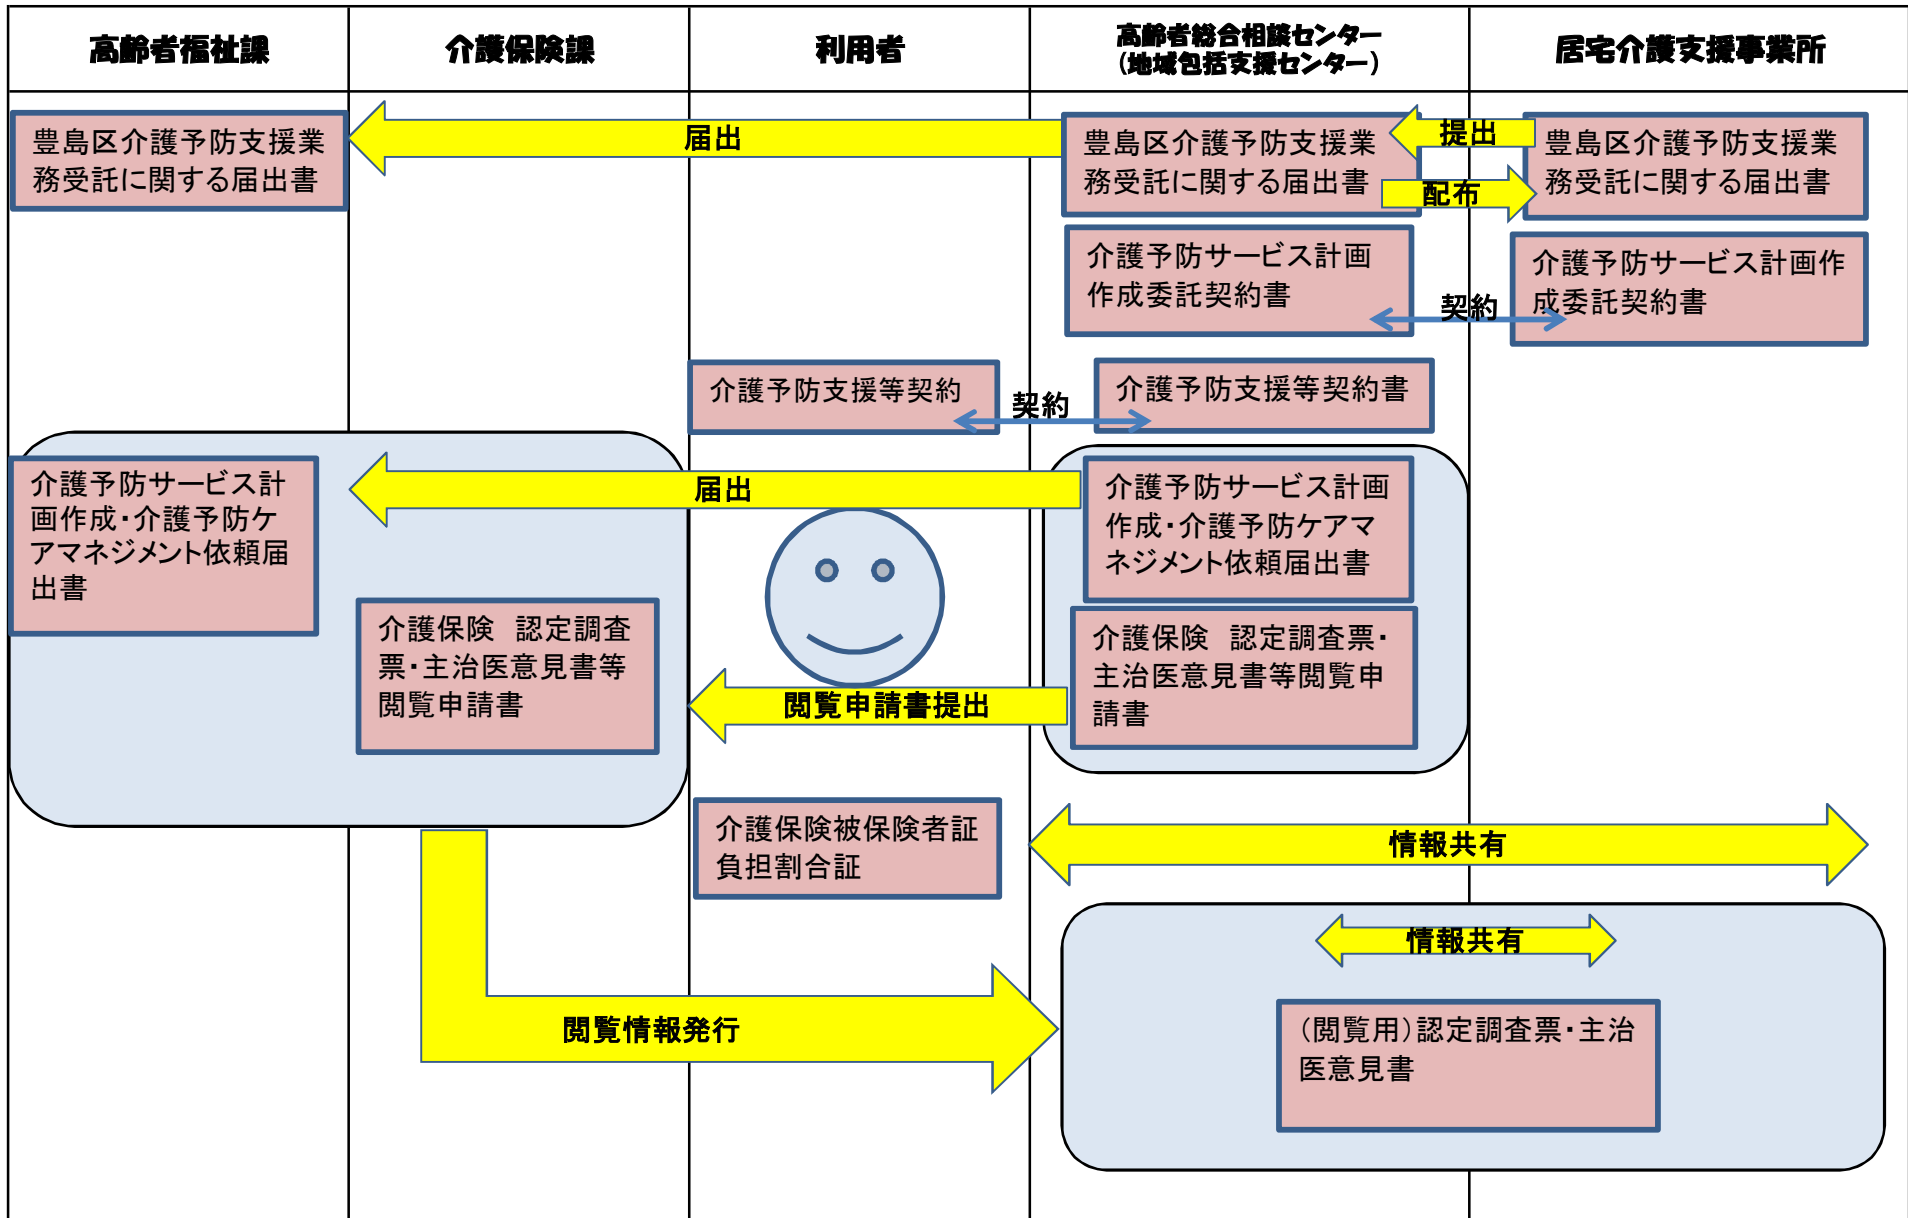 高齢者福祉課
介護保険課
利用者
高齢者総合相談センター
(地域包括支援センター)
居宅介護支援事業所
豊島区介護予防支援業
務受託に関する届出書
届出
豊島区介護予防支援業
務受託に関する届出書
提出
配布
豊島区介護予防支援業
務受託に関する届出書
介護予防サービス計画
作成委託契約書
契約
介護予防サービス計画作
成委託契約書
介護予防支援等契約
契約
介護予防支援等契約書
介護予防サービス計
画作成・介護予防ケ
アマネジメント依頼届
出書
届出
介護予防サービス計画
作成・介護予防ケアマ
ネジメント依頼届出書
介護保険　認定調査
票・主治医意見書等
閲覧申請書
閲覧申請書提出
介護保険　認定調査票・
主治医意見書等閲覧申
請書
介護保険被保険者証
負担割合証
情報共有
情報共有
閲覧情報発行
(閲覧用)認定調査票・主治
医意見書